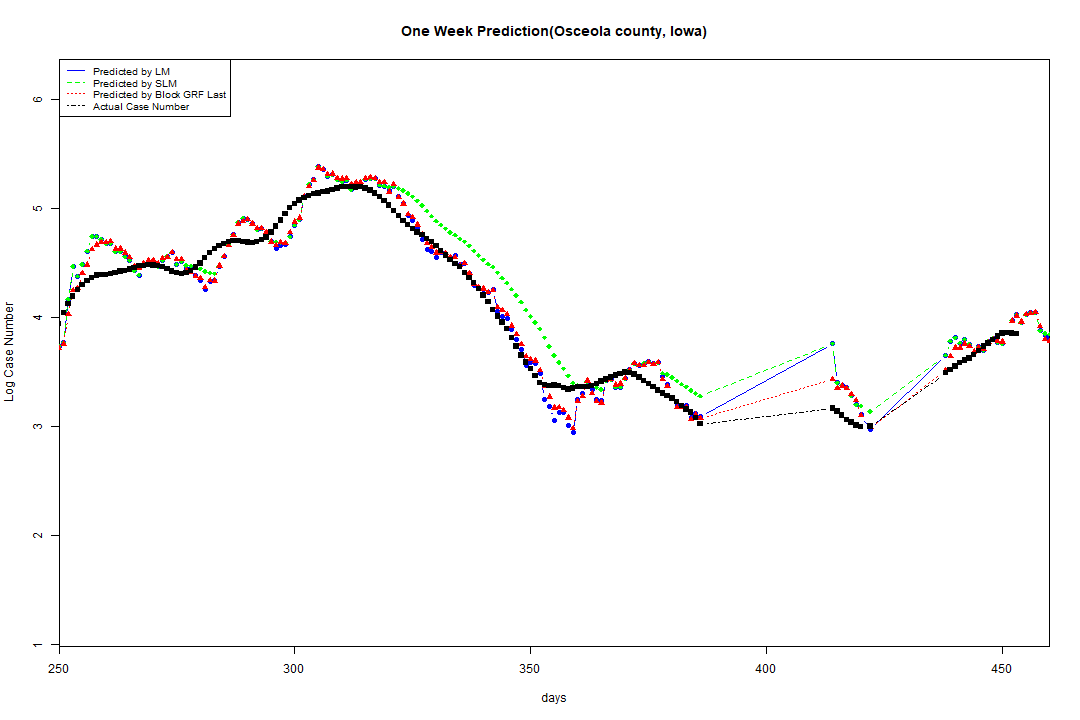 One Week Prediction(Osceola county, Iowa)
Predicted by LM
Predicted by SLM
Predicted by Block GRF Last
Actual Case Number
Log Case Number
6
5
4
3
2
1
250 300 350 400 450
days